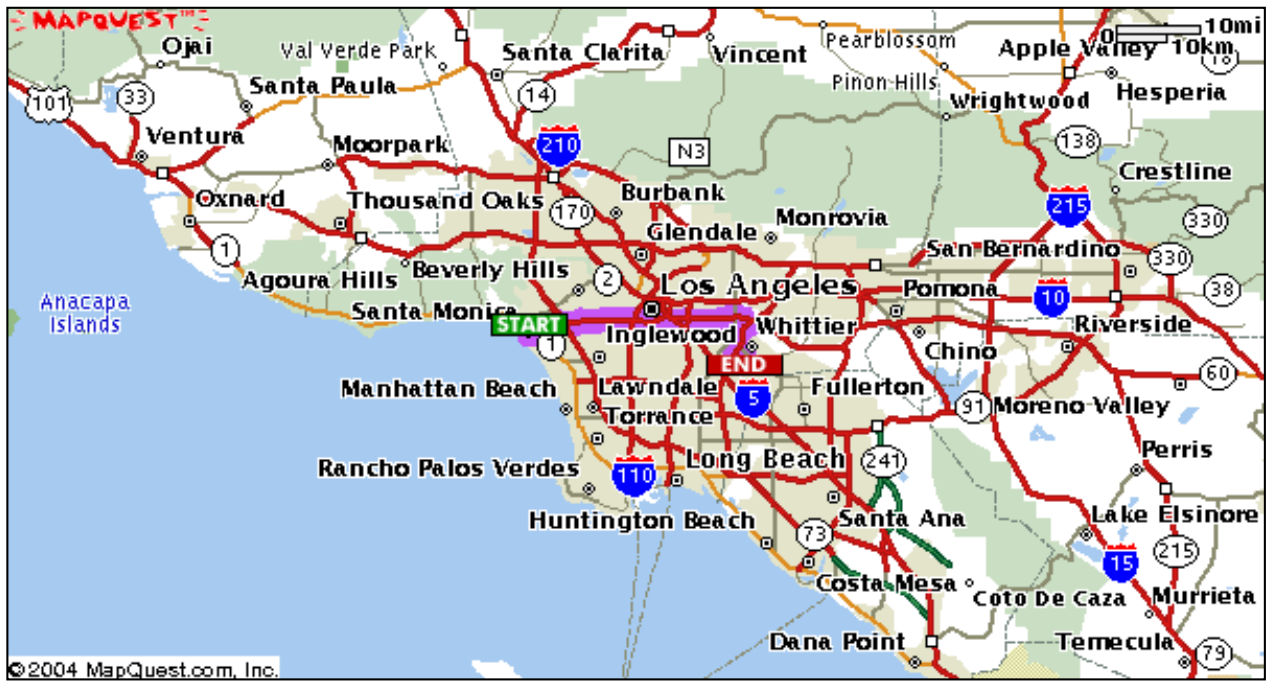 MAPQUEST™
10mi
0
10km
Ojai
Val Verde Park
Santa Clarita
Vincent
Pearblossom
Apple Valley
18
Santa Paula
14
Pinon Hills
Hesperia
101
33
Wrightwood
Ventura
Moorpark
210
N3
138
Crestline
Oxnard
Thousand Oaks
170
Burbank
Monrovia
215
330
1
Glendale
San Bernardino
330
Agoura Hills
Beverly Hills
2
Los Angeles
Pomona
10
38
Anacapa
Islands
Santa Monica
START
Inglewood
Whittier
Riverside
1
END
Chino
60
Manhattan Beach
Lawndale
5
Fullerton
91
Moreno Valley
Torrance
Perris
Rancho Palos Verdes
110
Long Beach
241
Huntington Beach
73
Santa Ana
Lake Elsinore
215
15
Costa Mesa
Coto De Caza
Murrieta
Dana Point
Temecula
79
©2004 MapQuest.com, Inc.